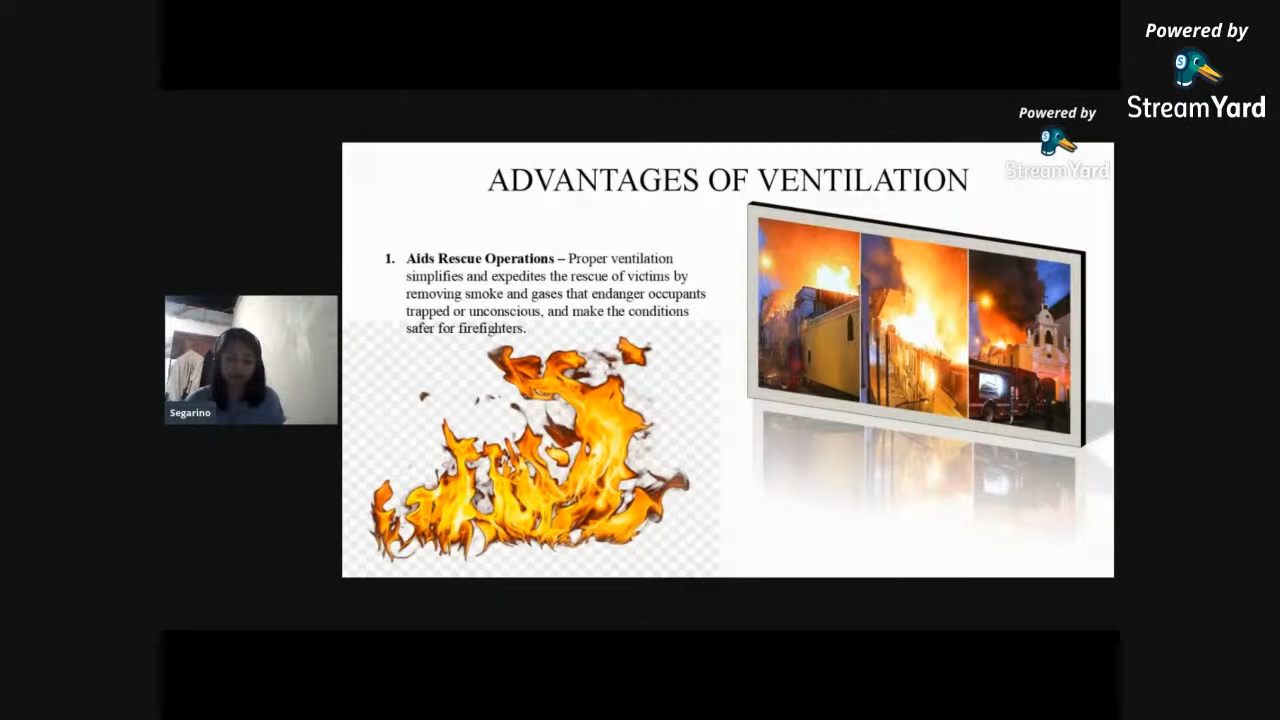 Powered by
StreamYard
Powered by
StreamYard
ADVANTAGES OF VENTILATION
1. Aids Rescue Operations – Proper ventilation
simplifies and expedites the rescue of victims by
removing smoke and gases that endanger occupants
trapped or unconscious, and make the conditions
safer for firefighters.
Segarino